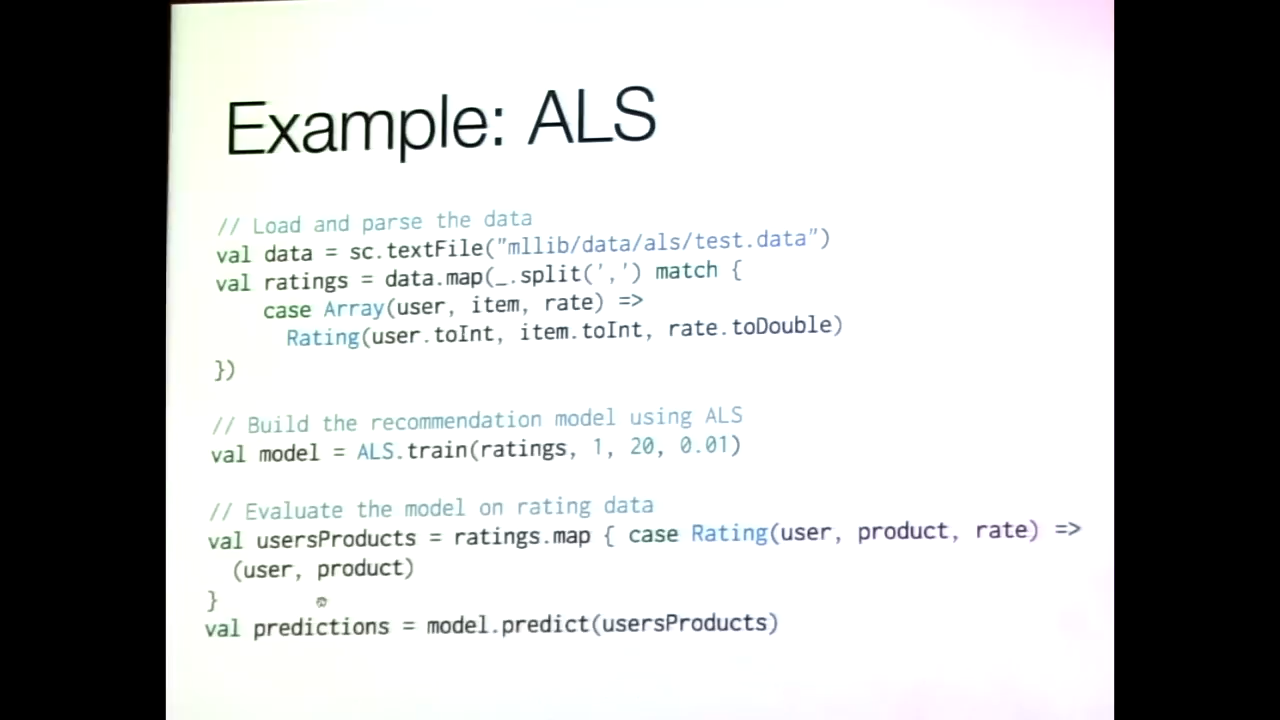 Example: ALS
// Load and parse the data
val data = sc.textFile("mllib/data/als/test.data")
val ratings = data.map(_.split(',') match {
case Array(user, item, rate) =>
Rating(user.toInt, item.toInt, rate.toDouble)
})
// Build the recommendation model using ALS
val model = ALS.train(ratings, 1, 20, 0.01)
// Evaluate the model on rating data
val usersProducts = ratings.map { case Rating(user, product, rate) =>
(user, product)
}
val predictions = model.predict(usersProducts)